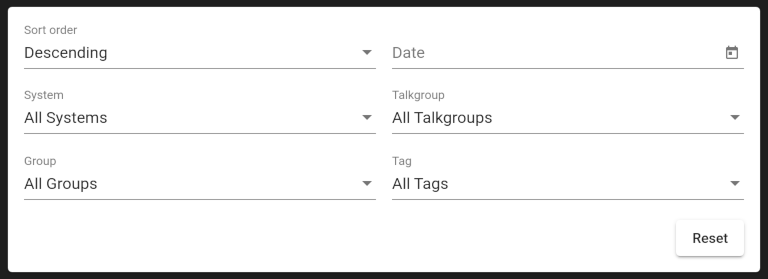 Sort order
Descending
Date
System
All Systems
Talkgroup
All Talkgroups
Group
All Groups
Tag
All Tags
Reset